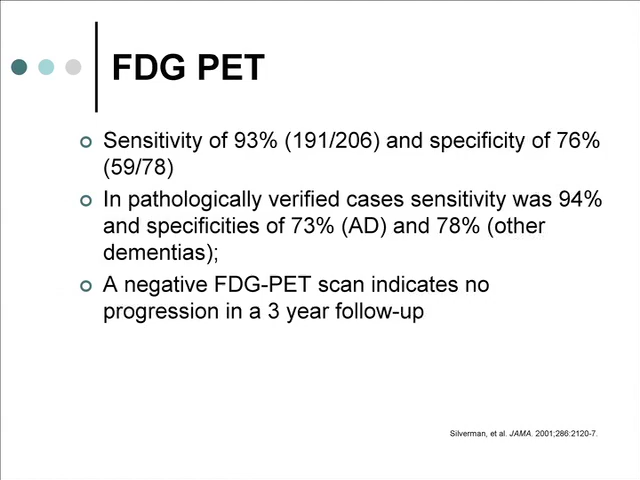 FDG PET
Sensitivity of 93% (191/206) and specificity of 76%
(59/78)
In pathologically verified cases sensitivity was 94%
and specificities of 73% (AD) and 78% (other
dementias);
A negative FDG-PET scan indicates no
progression in a 3 year follow-up
Silverman, et al. JAMA. 2001;286:2120-7.